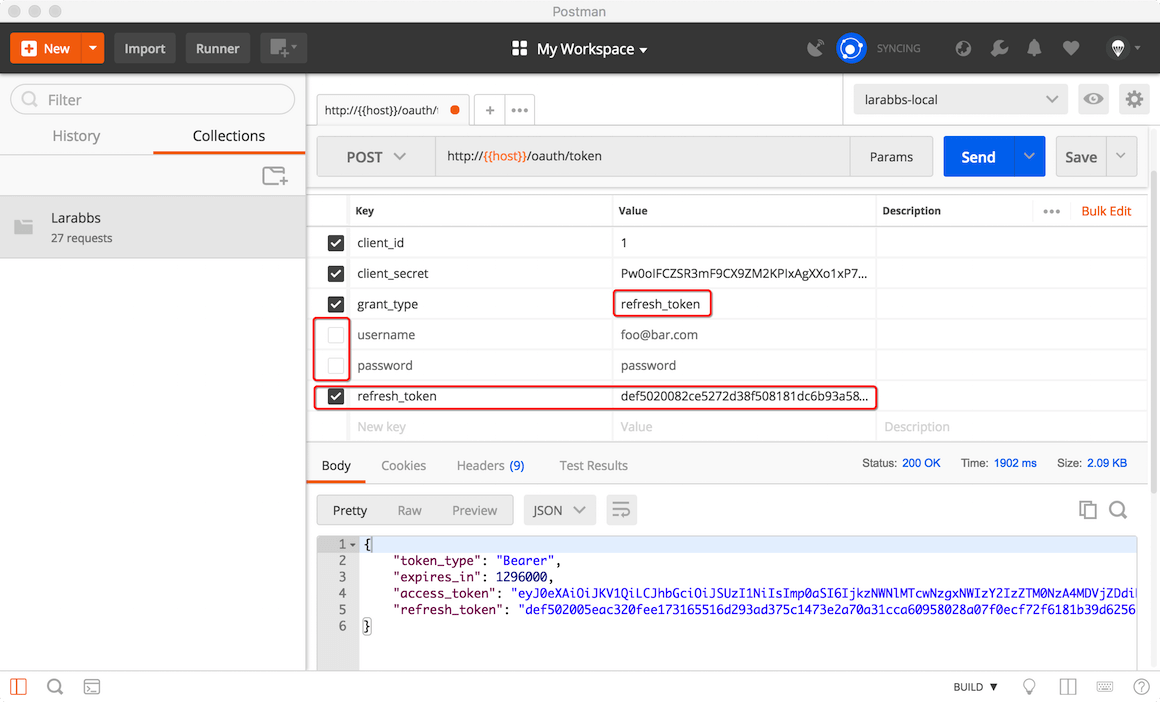 Postman
New
Import
Runner
My Workspace
SYNCING
Filter
History
Collections
Larabbs
27 requests
http://{{host}}/oauth/t
+
•••
larabbs-local
POST
http://{{host}}/oauth/token
Params
Send
Save
Key Value Description ••• Bulk Edit
client_id 1
client_secret Pw0oIFCZSR3mF9CX9ZM2KPIxAgXXo1xP7...
grant_type refresh_token
username foo@bar.com
password password
refresh_token def5020082ce5272d38f508181dc6b93a58...
New key Value Description
Body Cookies Headers (9) Test Results Status: 200 OK Time: 1902 ms Size: 2.09 KB
Pretty Raw Preview JSON
1 {
2 "token_type": "Bearer",
3 "expires_in": 1296000,
4 "access_token": "eyJ0eXAiOiJKV1QiLCJhbGciOiJSUzI1NiIsImp0aSI6IjkzNWNlMTcwNzgxNWIzY2IzZTM0NzA4MDVjZDdi
5 "refresh_token": "def502005eac320fee173165516d293ad375c1473e2a70a31cca60958028a07f0ecf72f6181b39d6256
6 }
BUILD